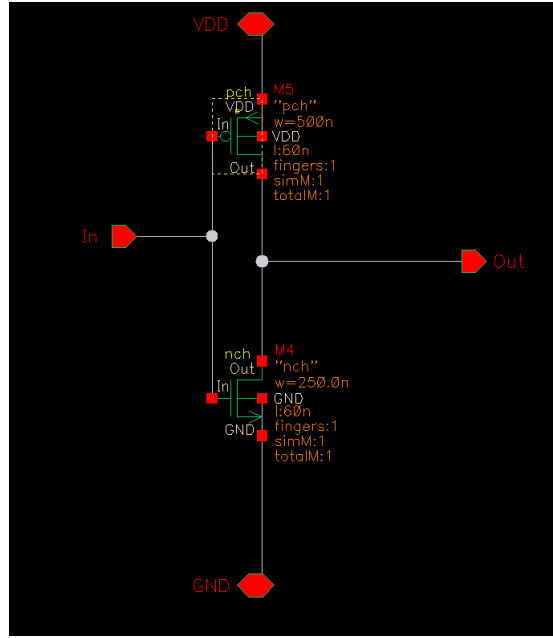 VDD
pch
M5
VDD
"pch"
w=500n
In
VDD
l:60n
fingers:1
Out
simM:1
totalM:1
In
Out
nch
M4
Out
"nch"
w=250.0n
In
GND
l:60n
fingers:1
GND
simM:1
totalM:1
GND